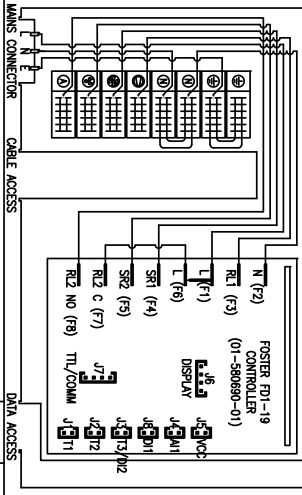 MAINS CONNECTOR
L
N
E
CABLE ACCESS
DATA ACCESS
A
N
N
FOSTER FD1-19
CONTROLLER
(01-580690-01)
N (F2)
RL1 (F3)
L (F1)
L (F6)
SR1 (F4)
SR2 (F5)
RL2 C (F7)
RL2 NO (F8)
J6
DISPLAY
J7
TTL/COMM
J5 VCC
J4 AI1
J8 DI1
J3 T3/DI2
J2 T2
J1 T1